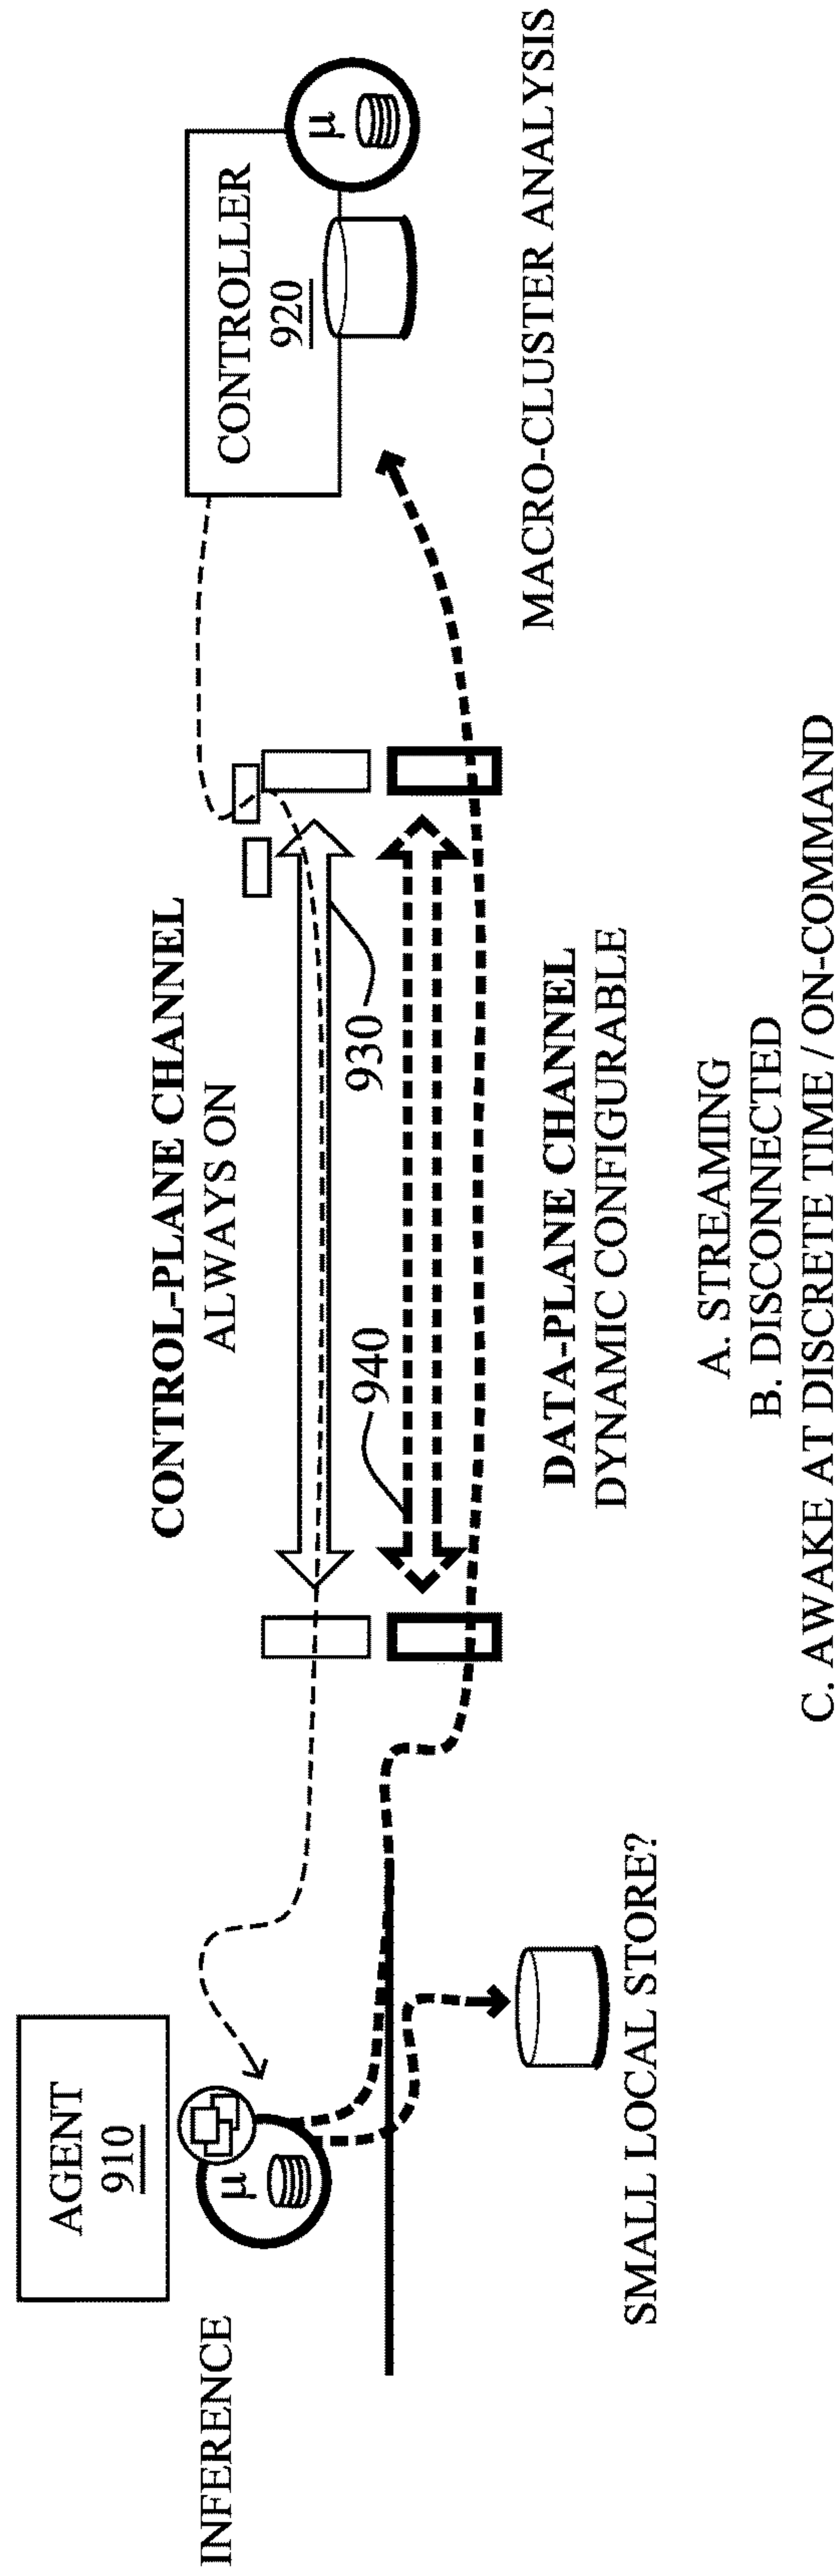 AGENT
910
INFERENCE
μ
SMALL LOCAL STORE?
CONTROL-PLANE CHANNEL
ALWAYS ON
930
940
DATA-PLANE CHANNEL
DYNAMIC CONFIGURABLE
A. STREAMING
B. DISCONNECTED
C. AWAKE AT DISCRETE TIME / ON-COMMAND
CONTROLLER
920
μ
MACRO-CLUSTER ANALYSIS